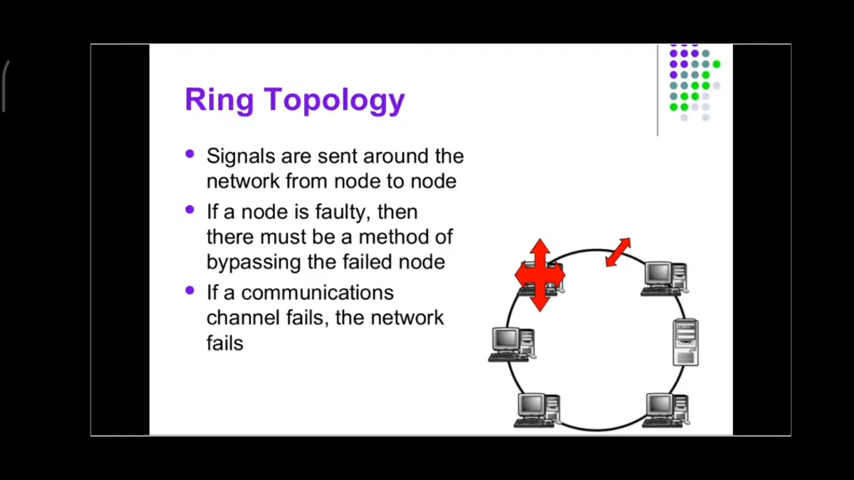 Ring Topology
Signals are sent around the
network from node to node
If a node is faulty, then
there must be a method of
bypassing the failed node
If a communications
channel fails, the network
fails